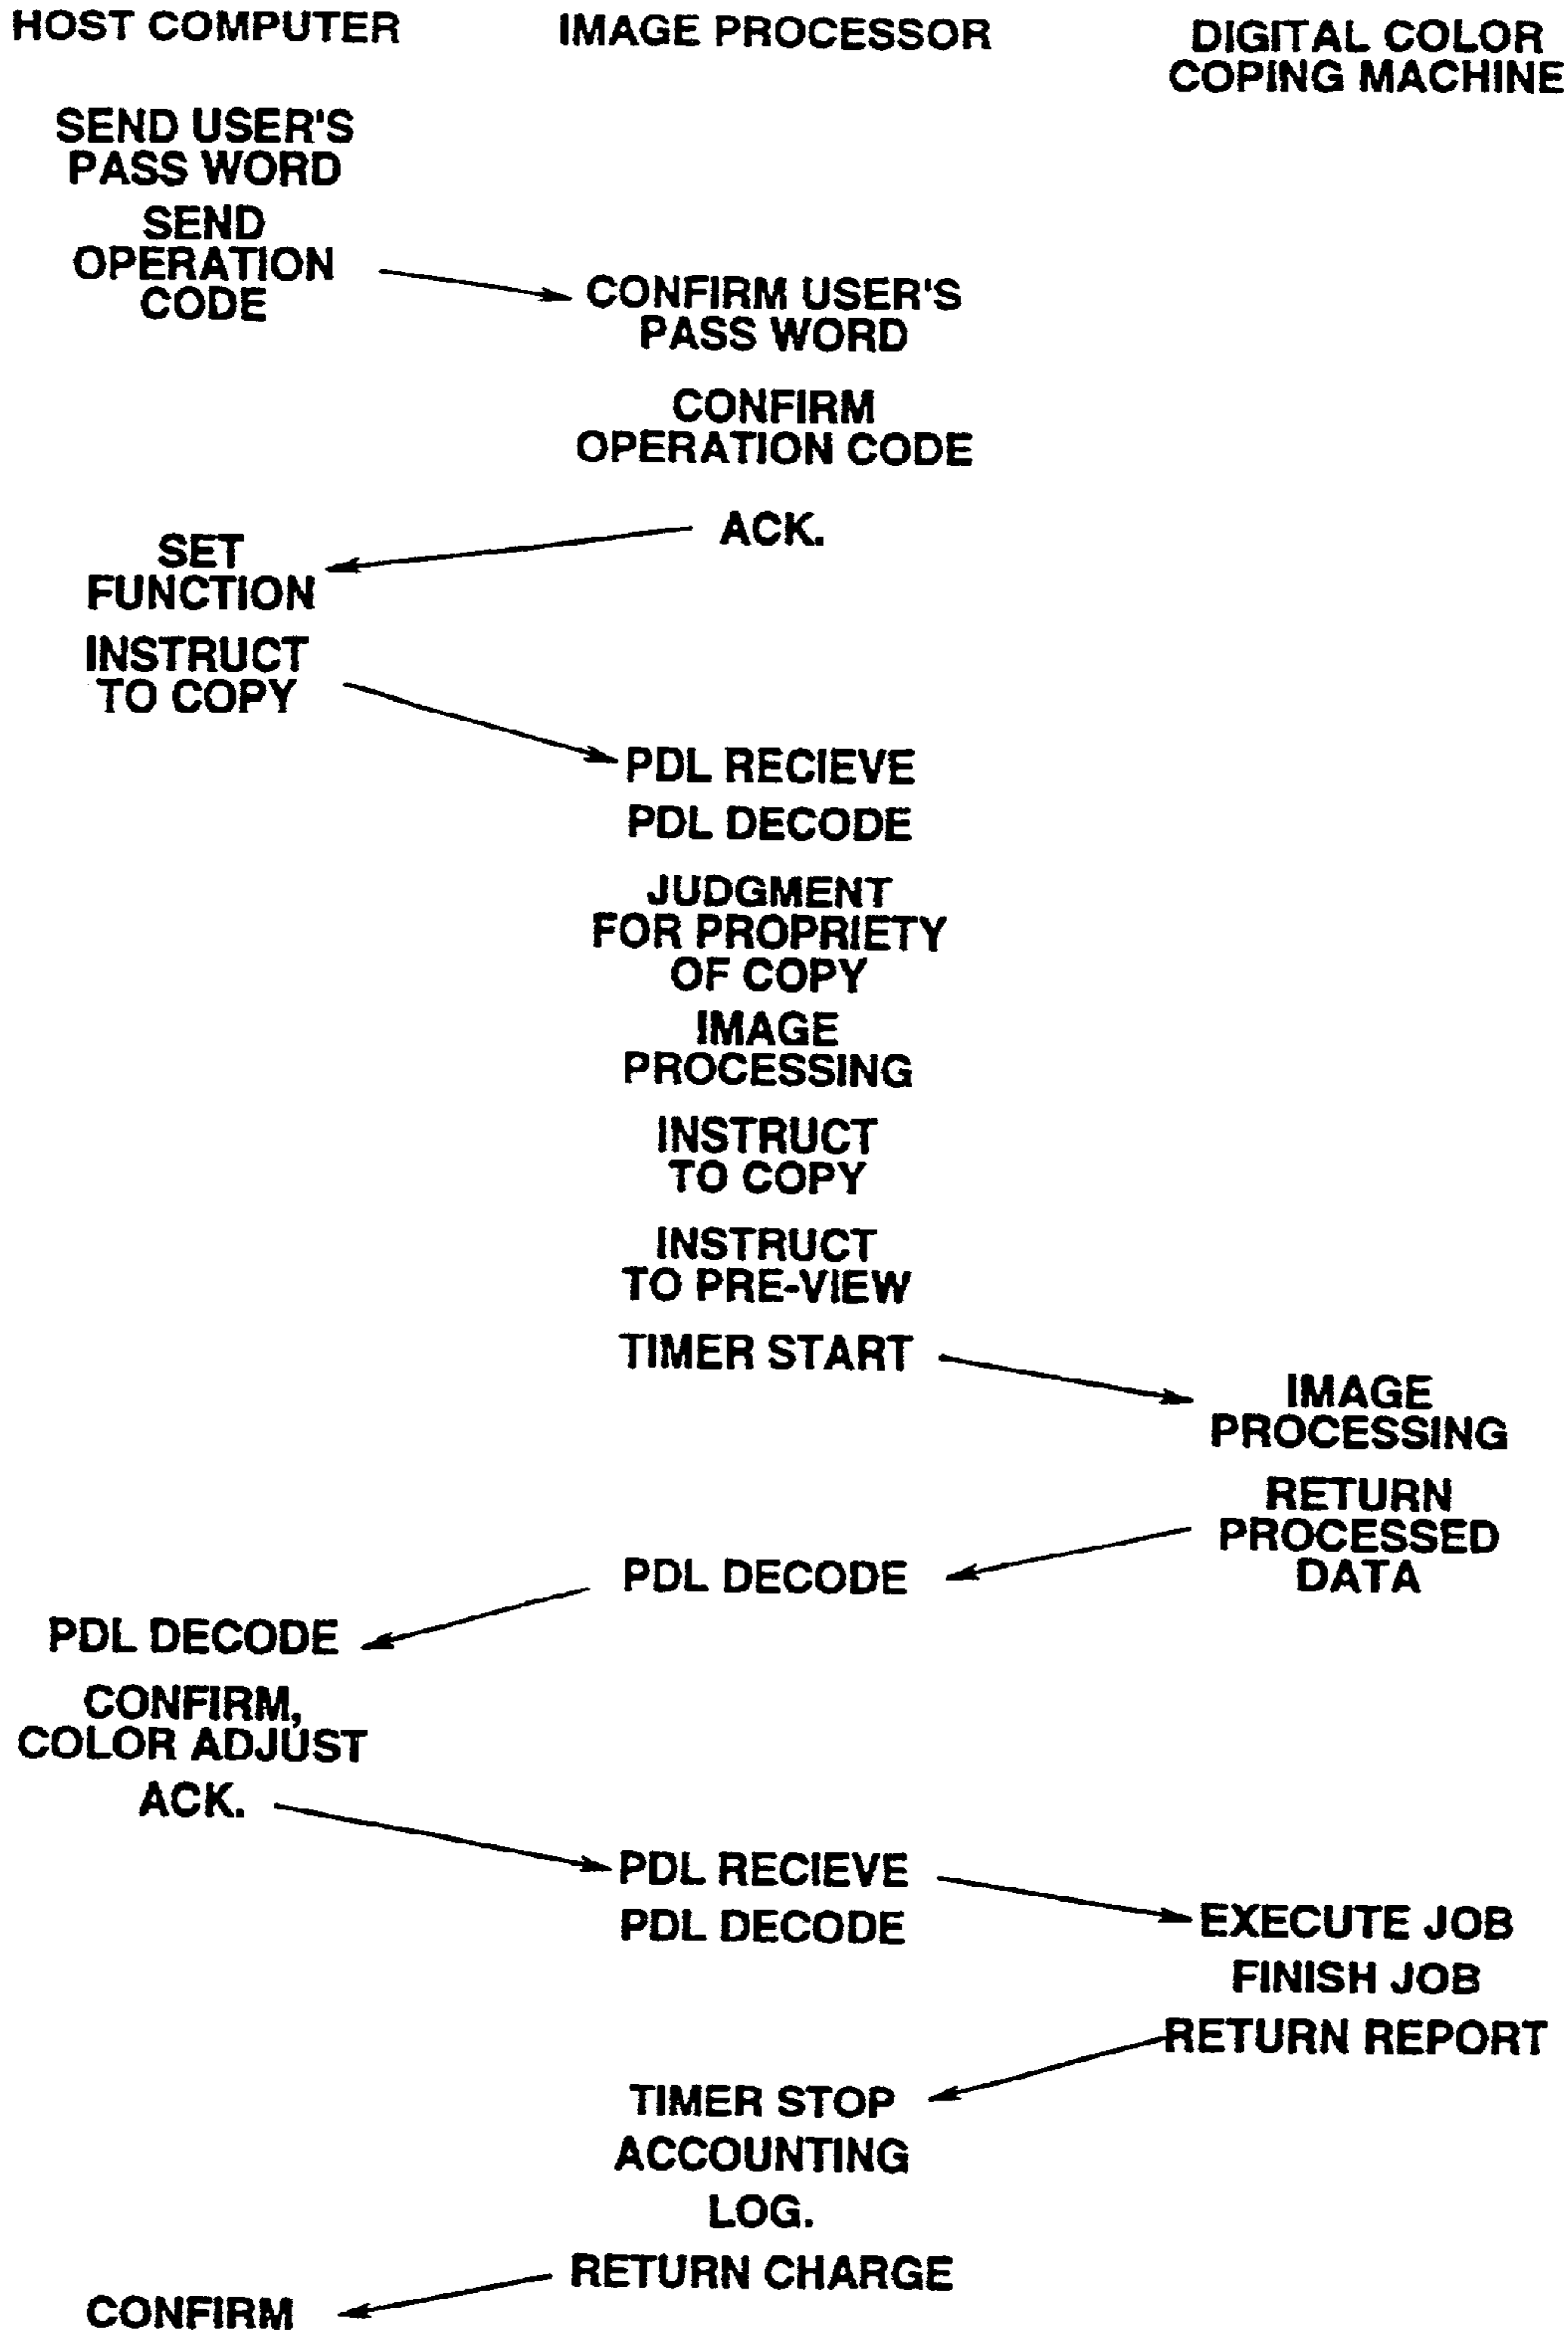 HOST COMPUTER
IMAGE PROCESSOR
DIGITAL COLOR
COPING MACHINE
SEND USER'S
PASS WORD
SEND
OPERATION
CODE
CONFIRM USER'S
PASS WORD
CONFIRM
OPERATION CODE
ACK.
SET
FUNCTION
INSTRUCT
TO COPY
PDL RECIEVE
PDL DECODE
JUDGMENT
FOR PROPRIETY
OF COPY
IMAGE
PROCESSING
INSTRUCT
TO COPY
INSTRUCT
TO PRE-VIEW
TIMER START
IMAGE
PROCESSING
RETURN
PROCESSED
DATA
PDL DECODE
PDL DECODE
CONFIRM,
COLOR ADJUST
ACK.
PDL RECIEVE
PDL DECODE
EXECUTE JOB
FINISH JOB
RETURN REPORT
TIMER STOP
ACCOUNTING
LOG.
RETURN CHARGE
CONFIRM